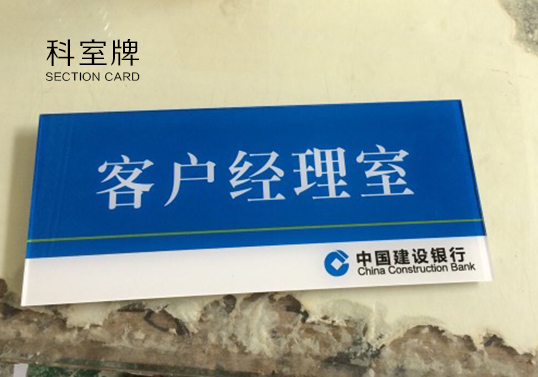 科室牌
SECTION CARD
客户经理室
中国建设银行
China Construction Bank